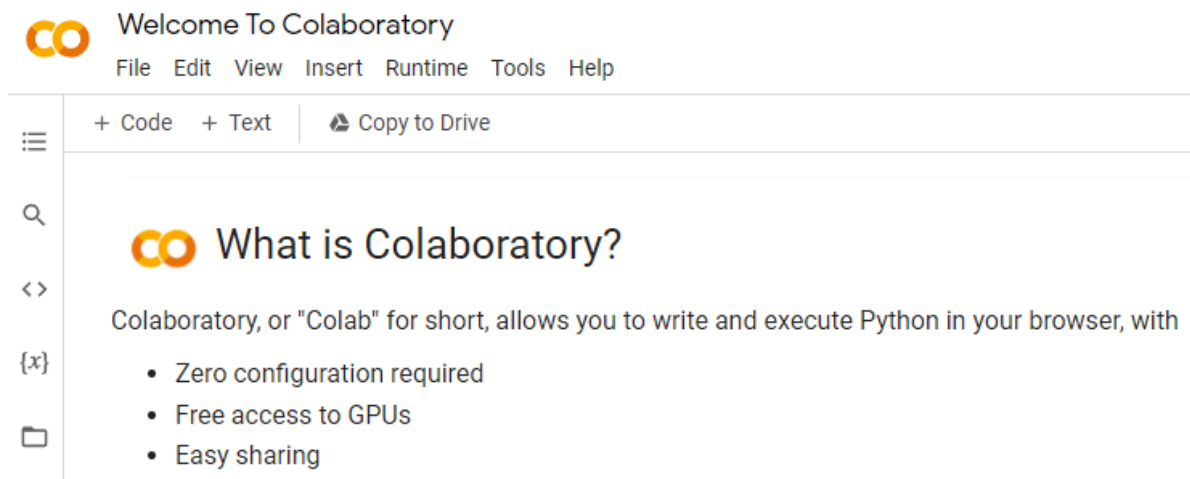 CO Welcome To Colaboratory
File Edit View Insert Runtime Tools Help
+ Code + Text Copy to Drive
CO What is Colaboratory?
Colaboratory, or "Colab" for short, allows you to write and execute Python in your browser, with
<>
{x}
• Zero configuration required
• Free access to GPUs
• Easy sharing